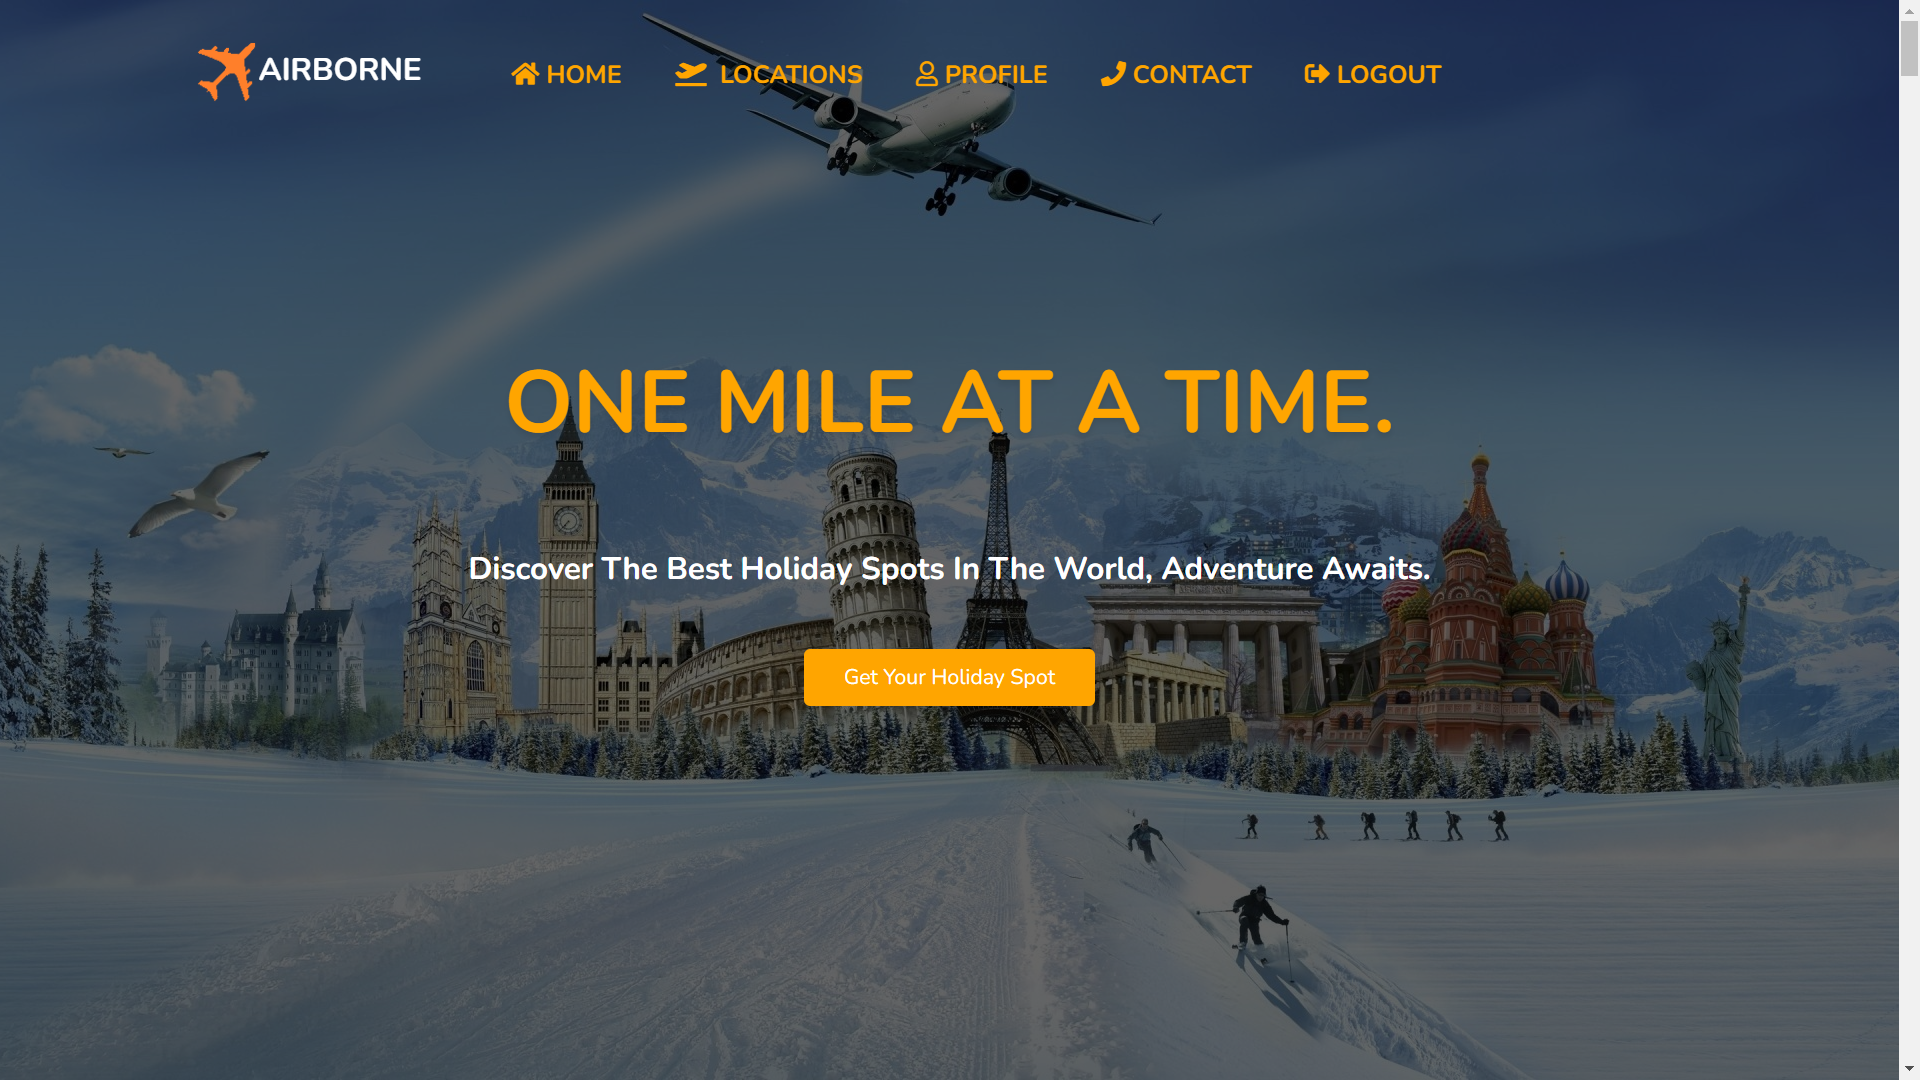 AIRBORNE
HOME
LOCATIONS
PROFILE
CONTACT
LOGOUT
ONE MILE AT A TIME.
Discover The Best Holiday Spots In The World, Adventure Awaits.
Get Your Holiday Spot